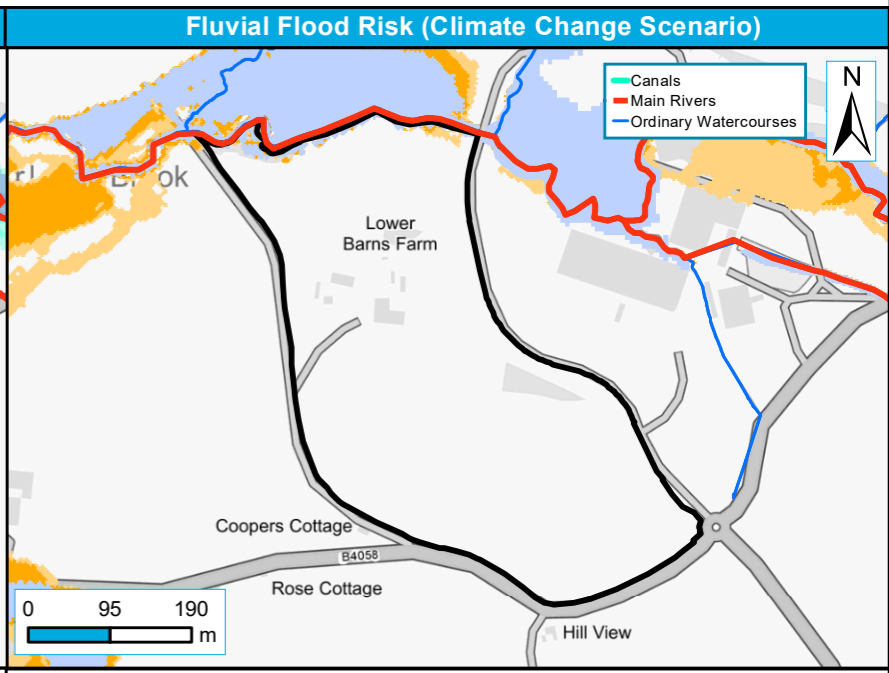 Fluvial Flood Risk (Climate Change Scenario)
Canals
Main Rivers
Ordinary Watercourses
N
Brook
Lower
Barns Farm
Coopers Cottage
B4058
Rose Cottage
Hill View
0 95 190
m